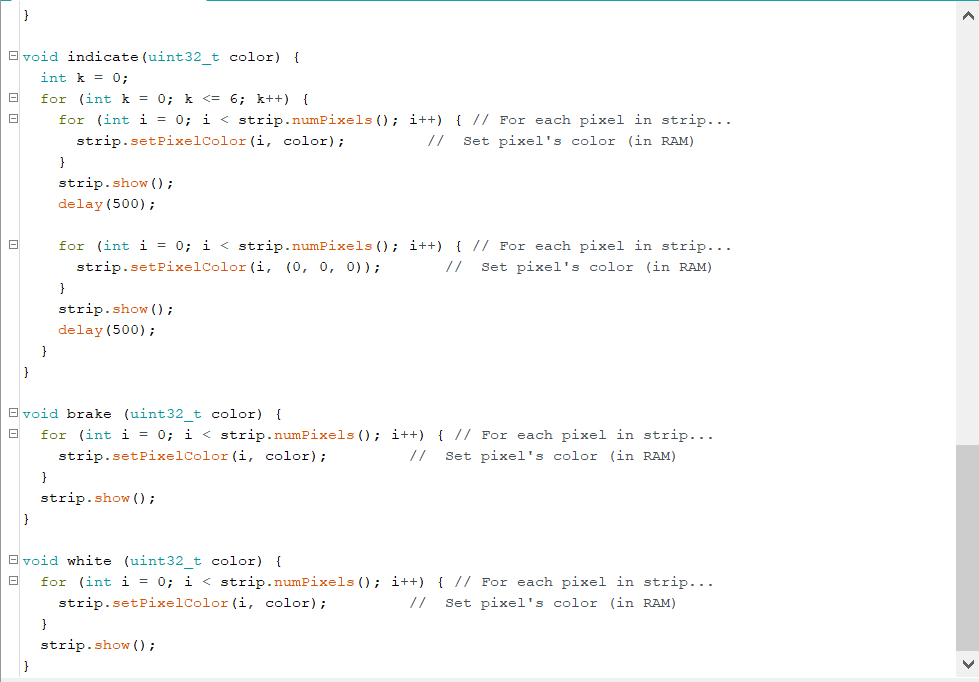 }
void indicate(uint32_t color) {
  int k = 0;
  for (int k = 0; k <= 6; k++) {
    for (int i = 0; i < strip.numPixels(); i++) { // For each pixel in strip...
      strip.setPixelColor(i, color);         //  Set pixel's color (in RAM)
    }
    strip.show();
    delay(500);

    for (int i = 0; i < strip.numPixels(); i++) { // For each pixel in strip...
      strip.setPixelColor(i, (0, 0, 0));       //  Set pixel's color (in RAM)
    }
    strip.show();
    delay(500);
  }
}

void brake (uint32_t color) {
  for (int i = 0; i < strip.numPixels(); i++) { // For each pixel in strip...
    strip.setPixelColor(i, color);         //  Set pixel's color (in RAM)
  }
  strip.show();
}

void white (uint32_t color) {
  for (int i = 0; i < strip.numPixels(); i++) { // For each pixel in strip...
    strip.setPixelColor(i, color);         //  Set pixel's color (in RAM)
  }
  strip.show();
}